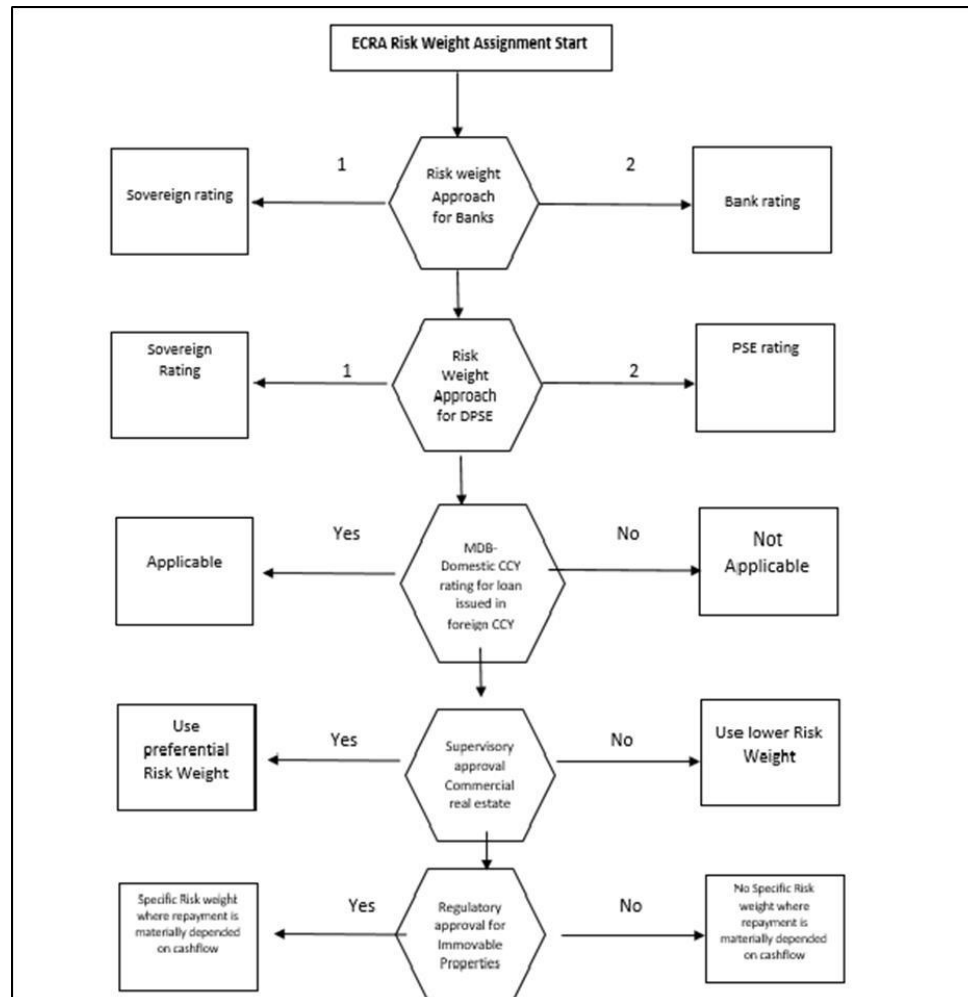 ECRA Risk Weight Assignment Start
1
2
Sovereign rating
Risk weight
Approach
for Banks
Bank rating
Sovereign
Rating
1
Risk
Weight
Approach
for DPSE
2
PSE rating
Applicable
Yes
MDB-
Domestic CCY
rating for loan
issued in
foreign CCY
No
Not
Applicable
Use
preferential
Risk Weight
Yes
Supervisory
approval
Commercial
real estate
No
Use lower Risk
Weight
Specific Risk weight
where repayment is
materially depended
on cashflow
Yes
Regulatory
approval for
Immovable
Properties
No
No Specific Risk
weight where
repayment is
materially depended
on cashflow